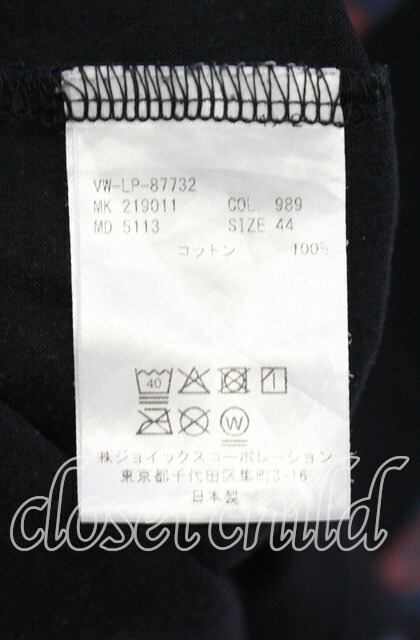 VW-LP-87732
MK 219011 COL. 989
MD 5113 SIZE 44
コットン 100%
40
W
株ジョイックスコーポレーション
東京都千代田区隼町3-16
日本製
closet child